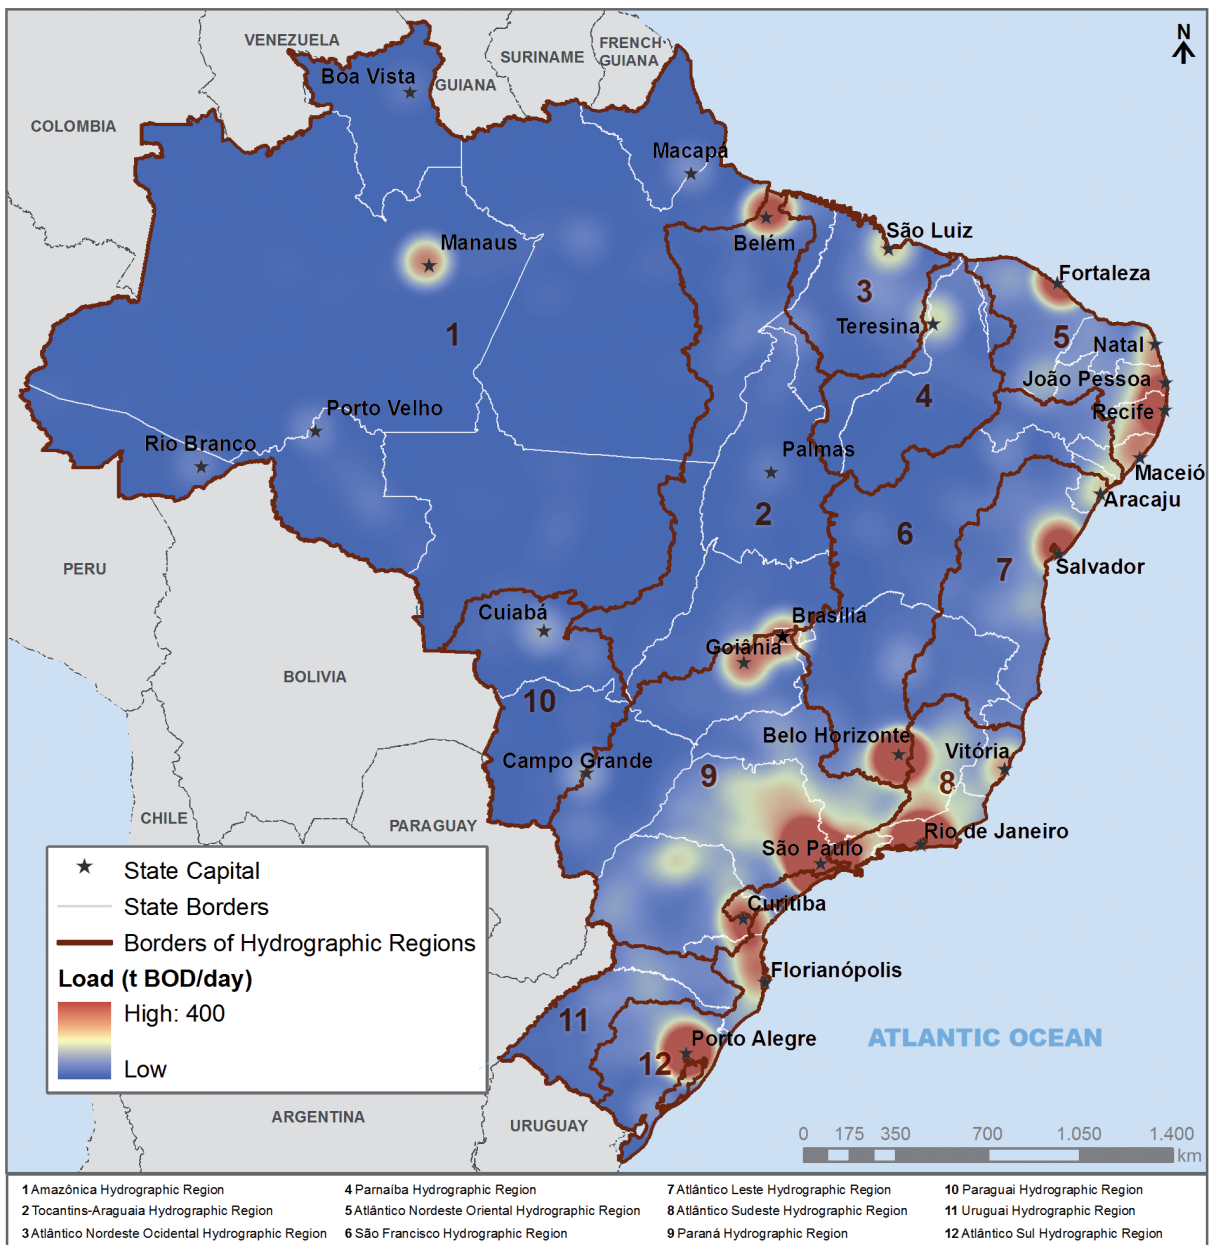 N
VENEZUELA
SURINAME
FRENCH
GUIANA
Boa Vista
GUIANA
COLOMBIA
Macapá
Manaus
Belém
São Luiz
Fortaleza
3
Teresina
1
5
Natal
João Pessoa
4
Recife
Porto Velho
Rio Branco
Palmas
Maceió
Aracaju
2
6
7
Salvador
PERU
Cuiabá
Brasília
Goiânia
BOLIVIA
10
Belo Horizonte
Vitória
Campo Grande
9
8
CHILE
PARAGUAY
Rio de Janeiro
São Paulo
Curitiba
Florianópolis
11
12
Porto Alegre
ATLANTIC OCEAN
ARGENTINA
URUGUAY
State Capital
State Borders
Borders of Hydrographic Regions
Load (t BOD/day)
High: 400
Low
0 175 350 700 1.050 1.400
km
1 Amazônica Hydrographic Region
2 Tocantins-Araguaia Hydrographic Region
3 Atlântico Nordeste Ocidental Hydrographic Region
4 Parnaíba Hydrographic Region
5 Atlântico Nordeste Oriental Hydrographic Region
6 São Francisco Hydrographic Region
7 Atlântico Leste Hydrographic Region
8 Atlântico Sudeste Hydrographic Region
9 Paraná Hydrographic Region
10 Paraguai Hydrographic Region
11 Uruguai Hydrographic Region
12 Atlântico Sul Hydrographic Region